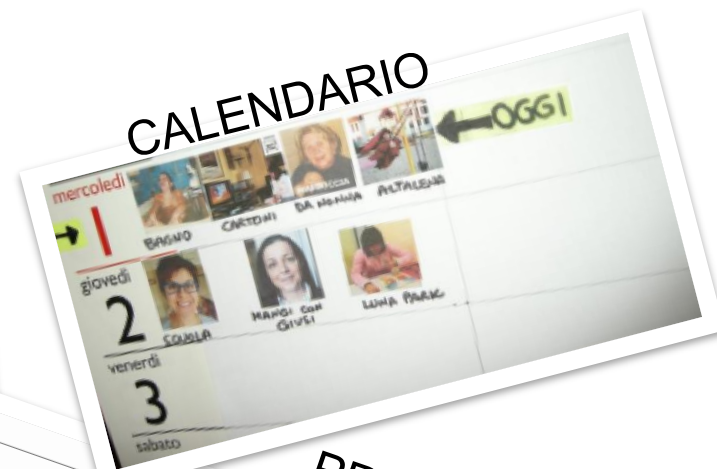 CALENDARIO
mercoledì
1
BAGNO
CARTONI
DA NONNA
ALTALENA
OGGI
giovedì
2
SCUOLA
MANGI CON
GIUSI
LUNA PARK
venerdì
3
sabato